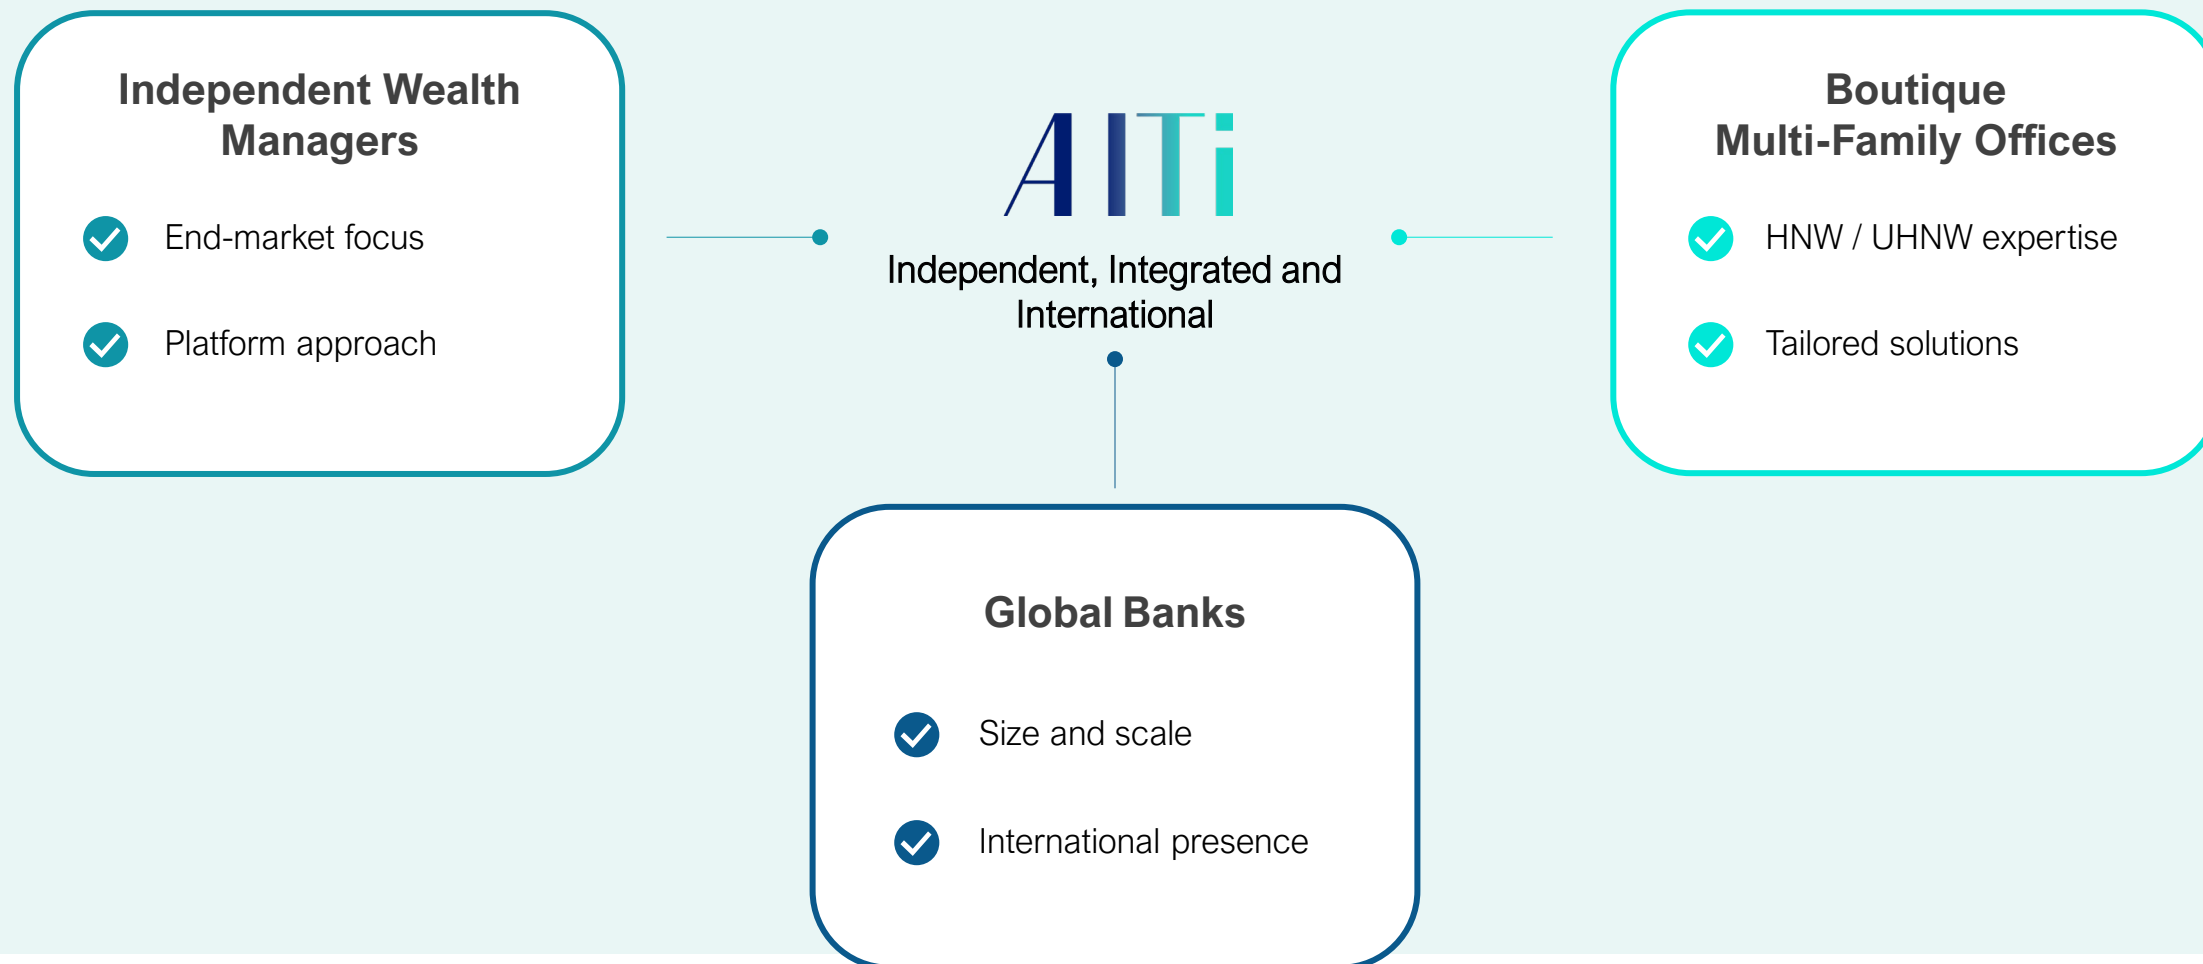 Independent Wealth
Managers
End-market focus
Platform approach
AlTi
Independent, Integrated and
International
Boutique
Multi-Family Offices
HNW / UHNW expertise
Tailored solutions
Global Banks
Size and scale
International presence